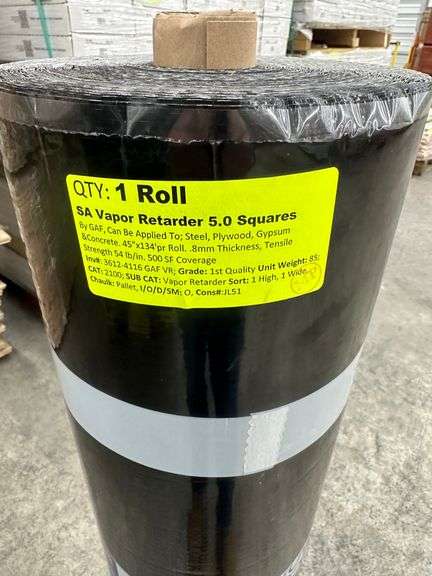 QTY: 1 Roll
SA Vapor Retarder 5.0 Squares
By GAF, Can Be Applied To; Steel, Plywood, Gypsum
&Concrete. 45"x134'pr Roll. .8mm Thickness, Tensile
Strength 54 lb/in. 500 SF Coverage
Inv#: 3612-4116 GAF VR; Grade: 1st Quality Unit Weight: 85;
CAT: 2100; SUB CAT: Vapor Retarder Sort: 1 High, 1 Wide,
Chaulk: Pallet, I/O/D/SM; O, Cons#:JL51